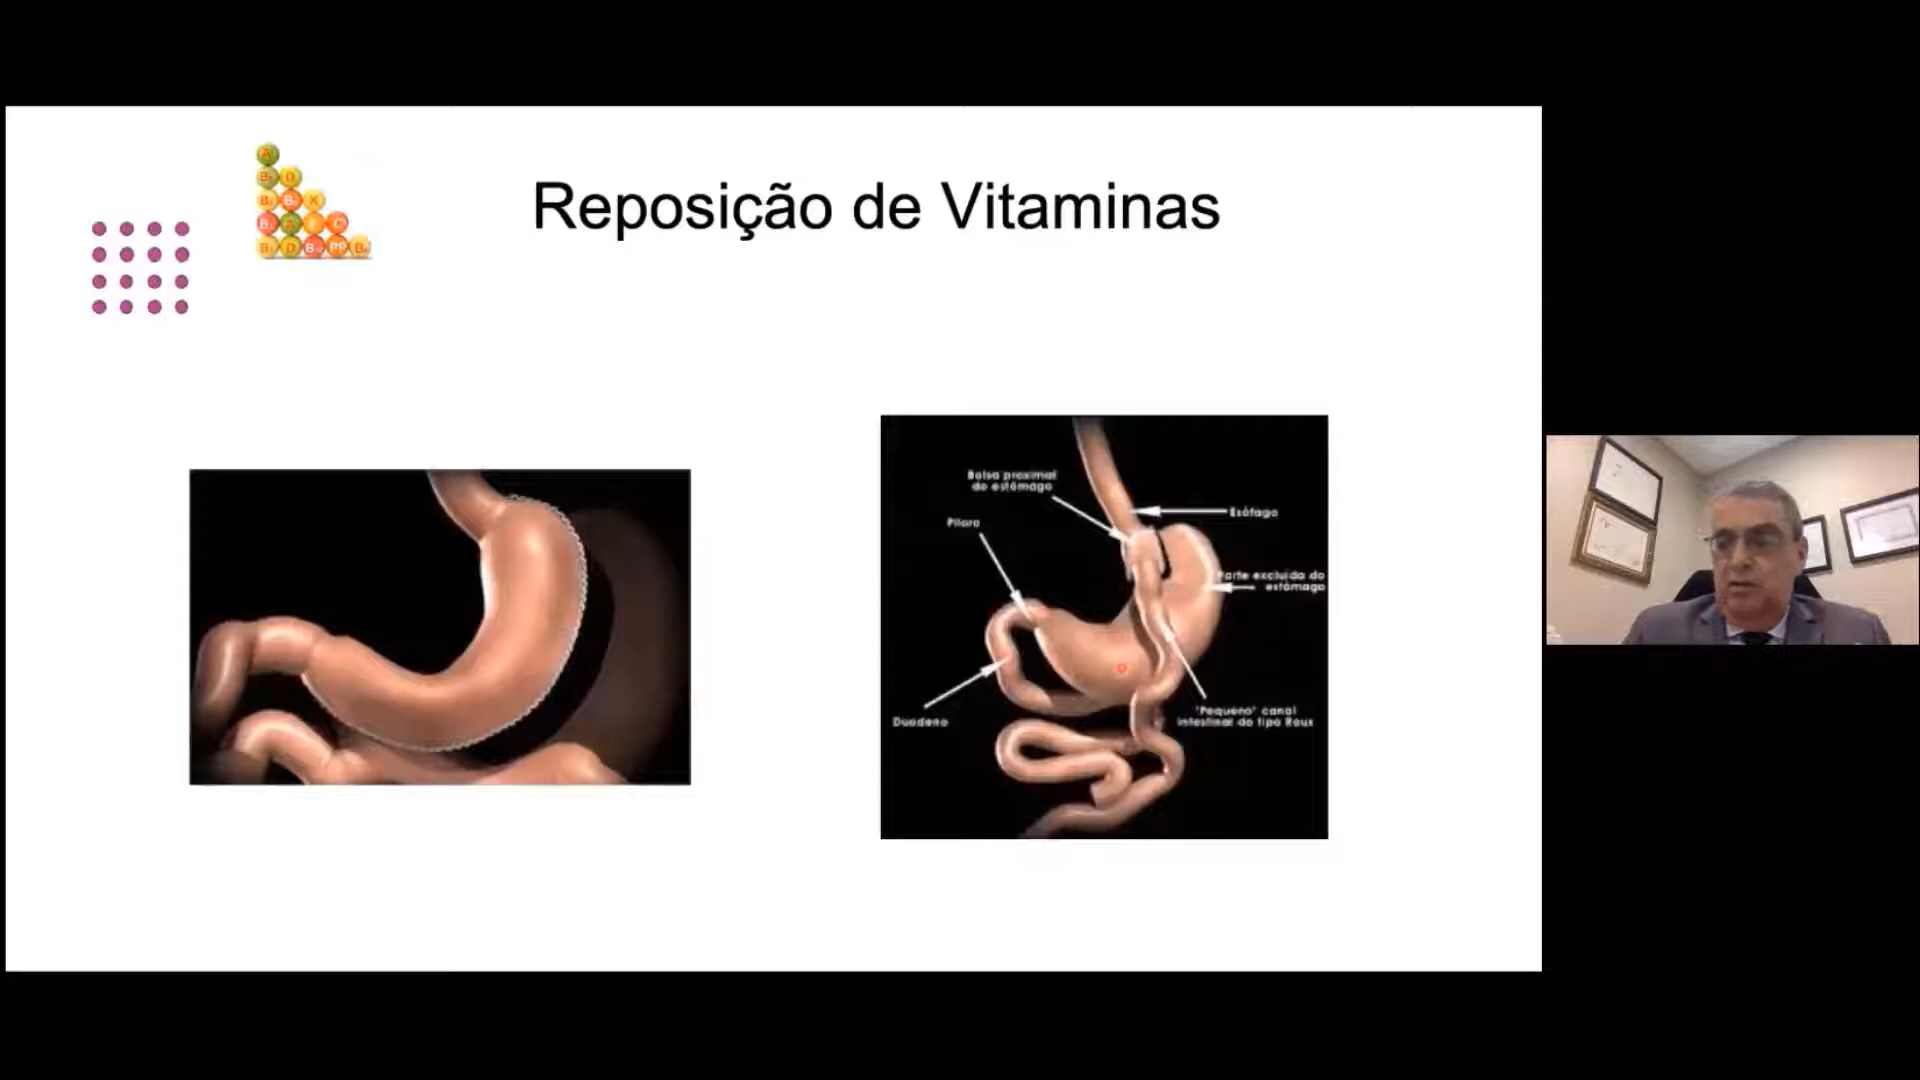 Reposição de Vitaminas
Bolsa proximal
do estômago
Piloro
Esófago
Parte excluída do
estômago
Duodeno
"Pequeno" canal
intestinal do tipo Roux